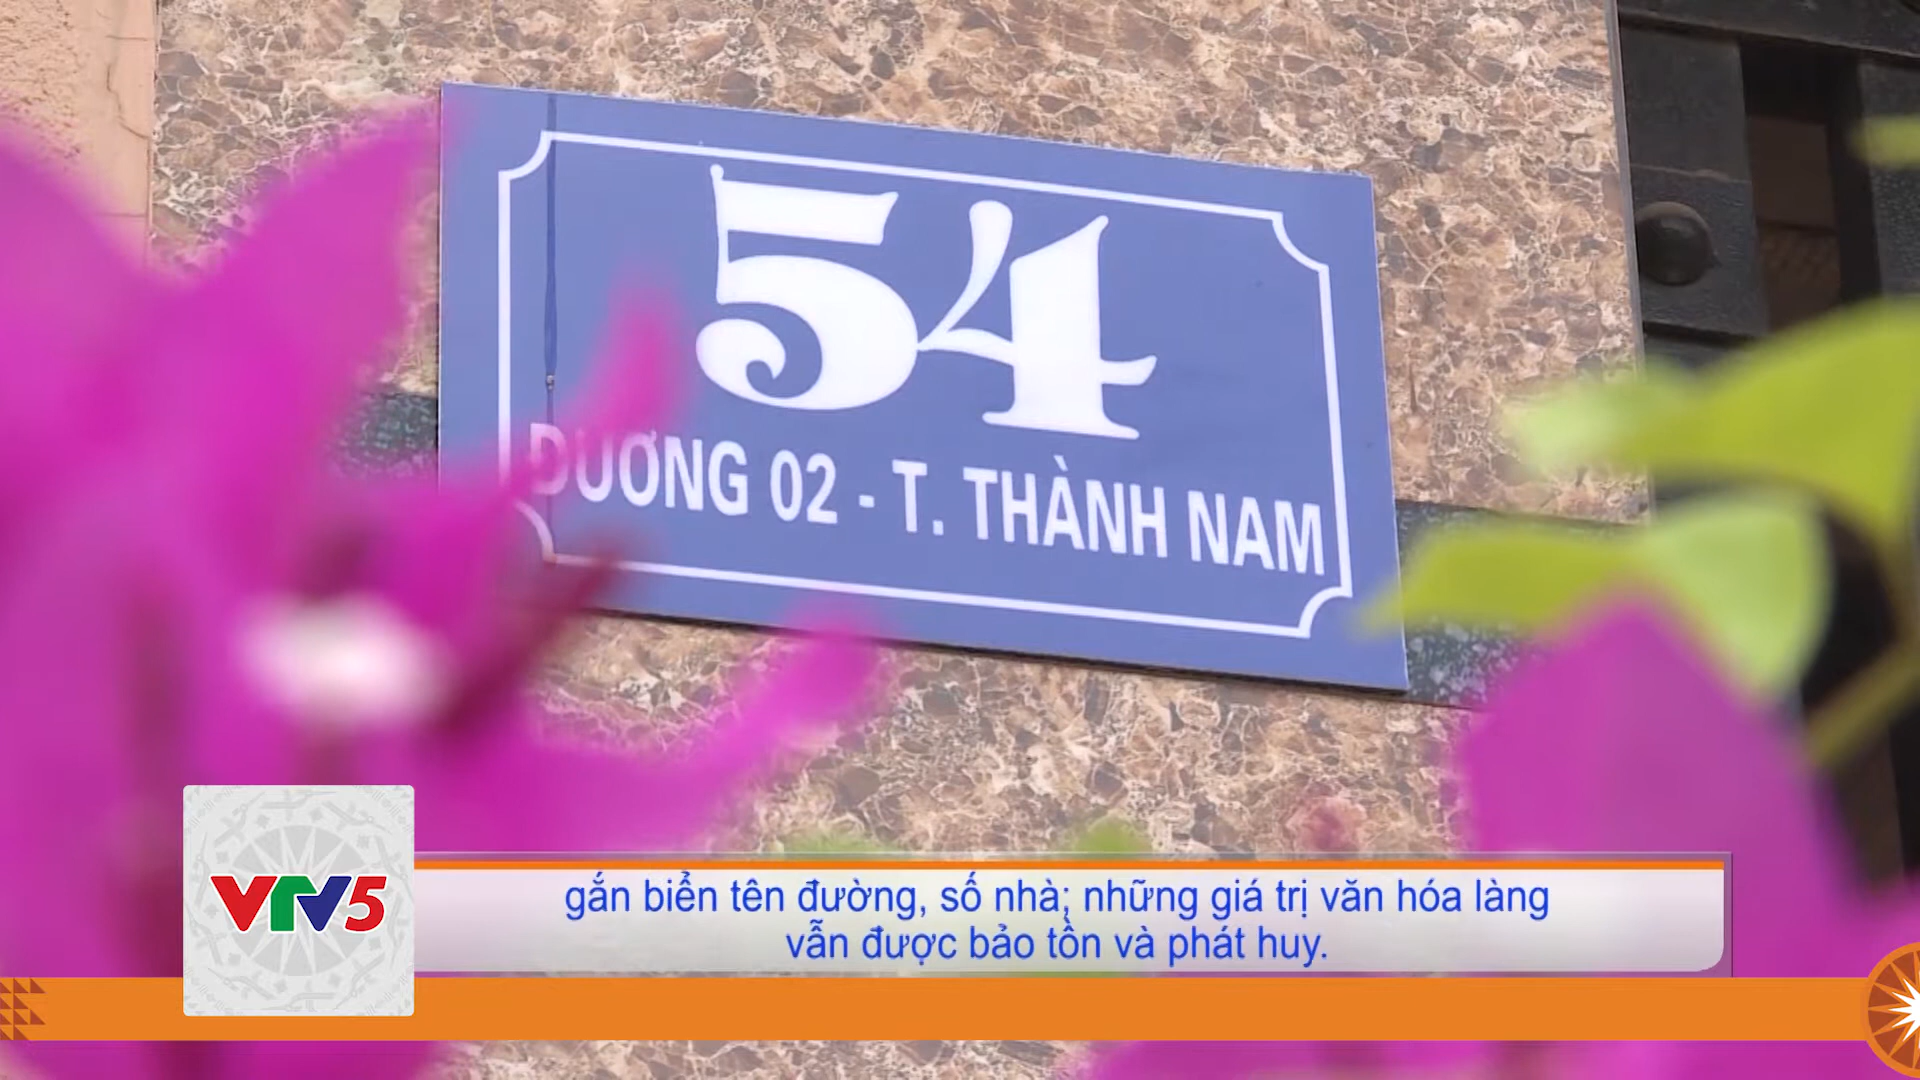 54
ĐƯỜNG 02 - T. THÀNH NAM
VTV5
gắn biển tên đường, số nhà; những giá trị văn hóa làng
vẫn được bảo tồn và phát huy.